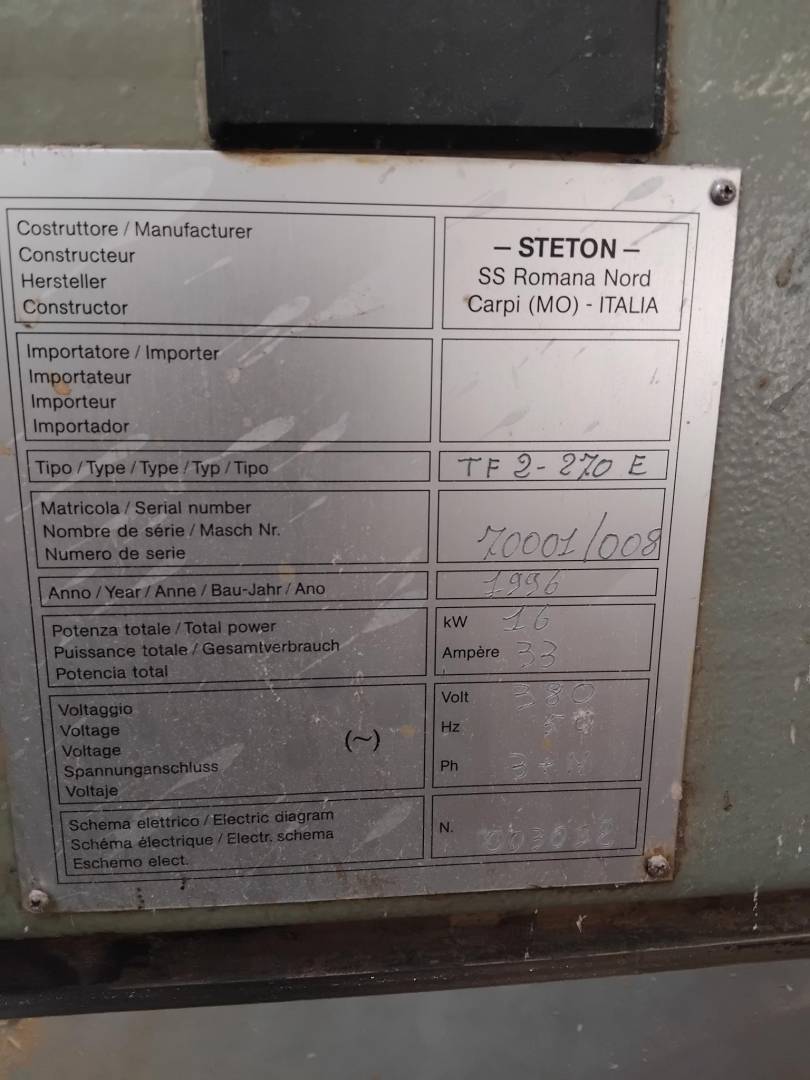 Costruttore / Manufacturer
Constructeur
Hersteller
Constructor
– STETON –
SS Romana Nord
Carpi (MO) - ITALIA
Importatore / Importer
Importateur
Importeur
Importador
Tipo / Type / Type / Typ / Tipo
TF 2-270 E
Matricola / Serial number
Nombre de série / Masch Nr.
Numero de serie
70001/008
Anno / Year / Anne / Bau-Jahr / Ano
1996
Potenza totale / Total power
Puissance totale / Gesamtverbrauch
Potencia total
kW 16
Ampère 33
Voltaggio
Voltage
Voltage
Spannunganschluss
Voltaje
(~)
Volt 380
Hz
Ph 3+N
Schema elettrico / Electric diagram
Schéma électrique / Electr. schema
Eschemo elect.
N.